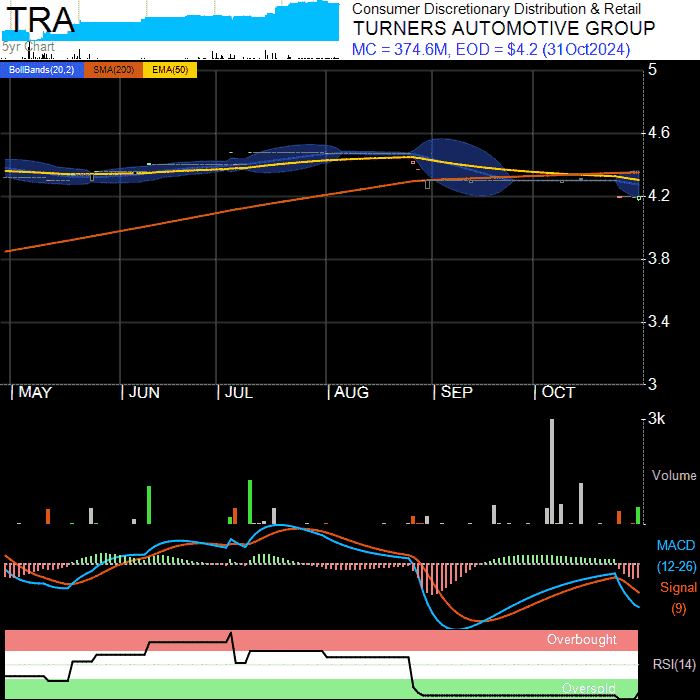 TRA
5yr Chart
Consumer Discretionary Distribution & Retail
TURNERS AUTOMOTIVE GROUP
MC = 374.6M, EOD = $4.2 (31Oct2024)
BollBands(20,2) SMA(200) EMA(50)
5
4.6
4.2
3.8
3.4
3
MAY JUN JUL AUG SEP OCT
3k
Volume
MACD
(12-26)
Signal
(9)
Overbought
RSI(14)
Oversold